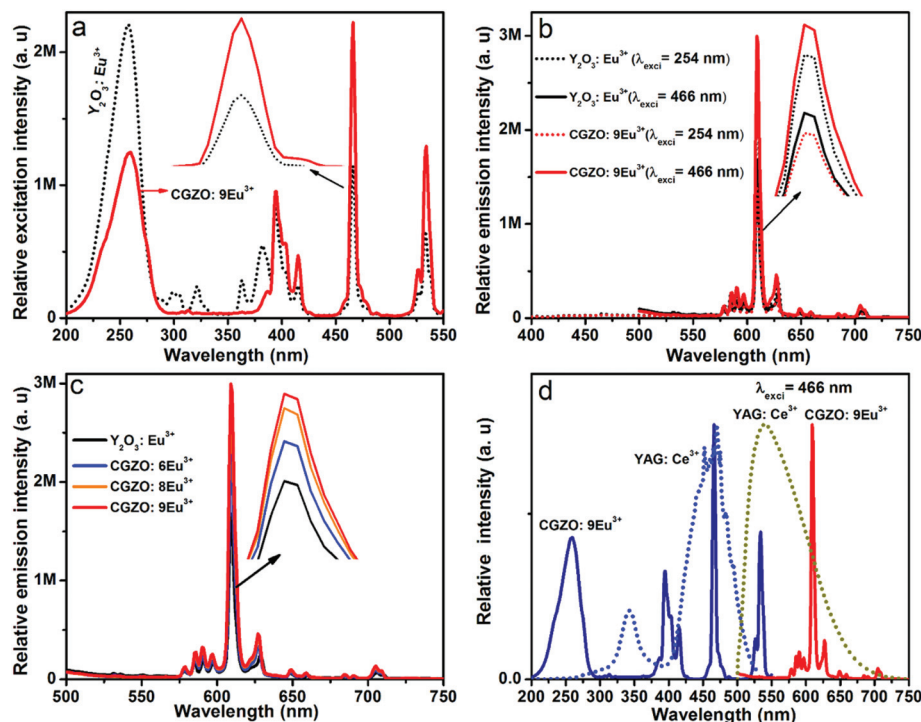 a
Relative excitation intensity (a. u)
2M
1M
0
Y₂O₃: Eu³⁺
CGZO: 9Eu³⁺
200 250 300 350 400 450 500 550
Wavelength (nm)
b
Relative emission intensity (a. u)
3M
2M
1M
0
Y₂O₃: Eu³⁺ (λexci= 254 nm)
Y₂O₃: Eu³⁺(λexci= 466 nm)
CGZO: 9Eu³⁺(λexci= 254 nm)
CGZO: 9Eu³⁺(λexci= 466 nm)
400 450 500 550 600 650 700 750
Wavelength (nm)
c
Relative emission intensity (a. u)
3M
2M
1M
0
Y₂O₃: Eu³⁺
CGZO: 6Eu³⁺
CGZO: 8Eu³⁺
CGZO: 9Eu³⁺
500 550 600 650 700 750
Wavelength (nm)
d
Relative intensity (a. u)
0.0
λexci= 466 nm
YAG: Ce³⁺ CGZO: 9Eu³⁺
YAG: Ce³⁺
CGZO: 9Eu³⁺
200 250 300 350 400 450 500 550 600 650 700 750
Wavelength (nm)